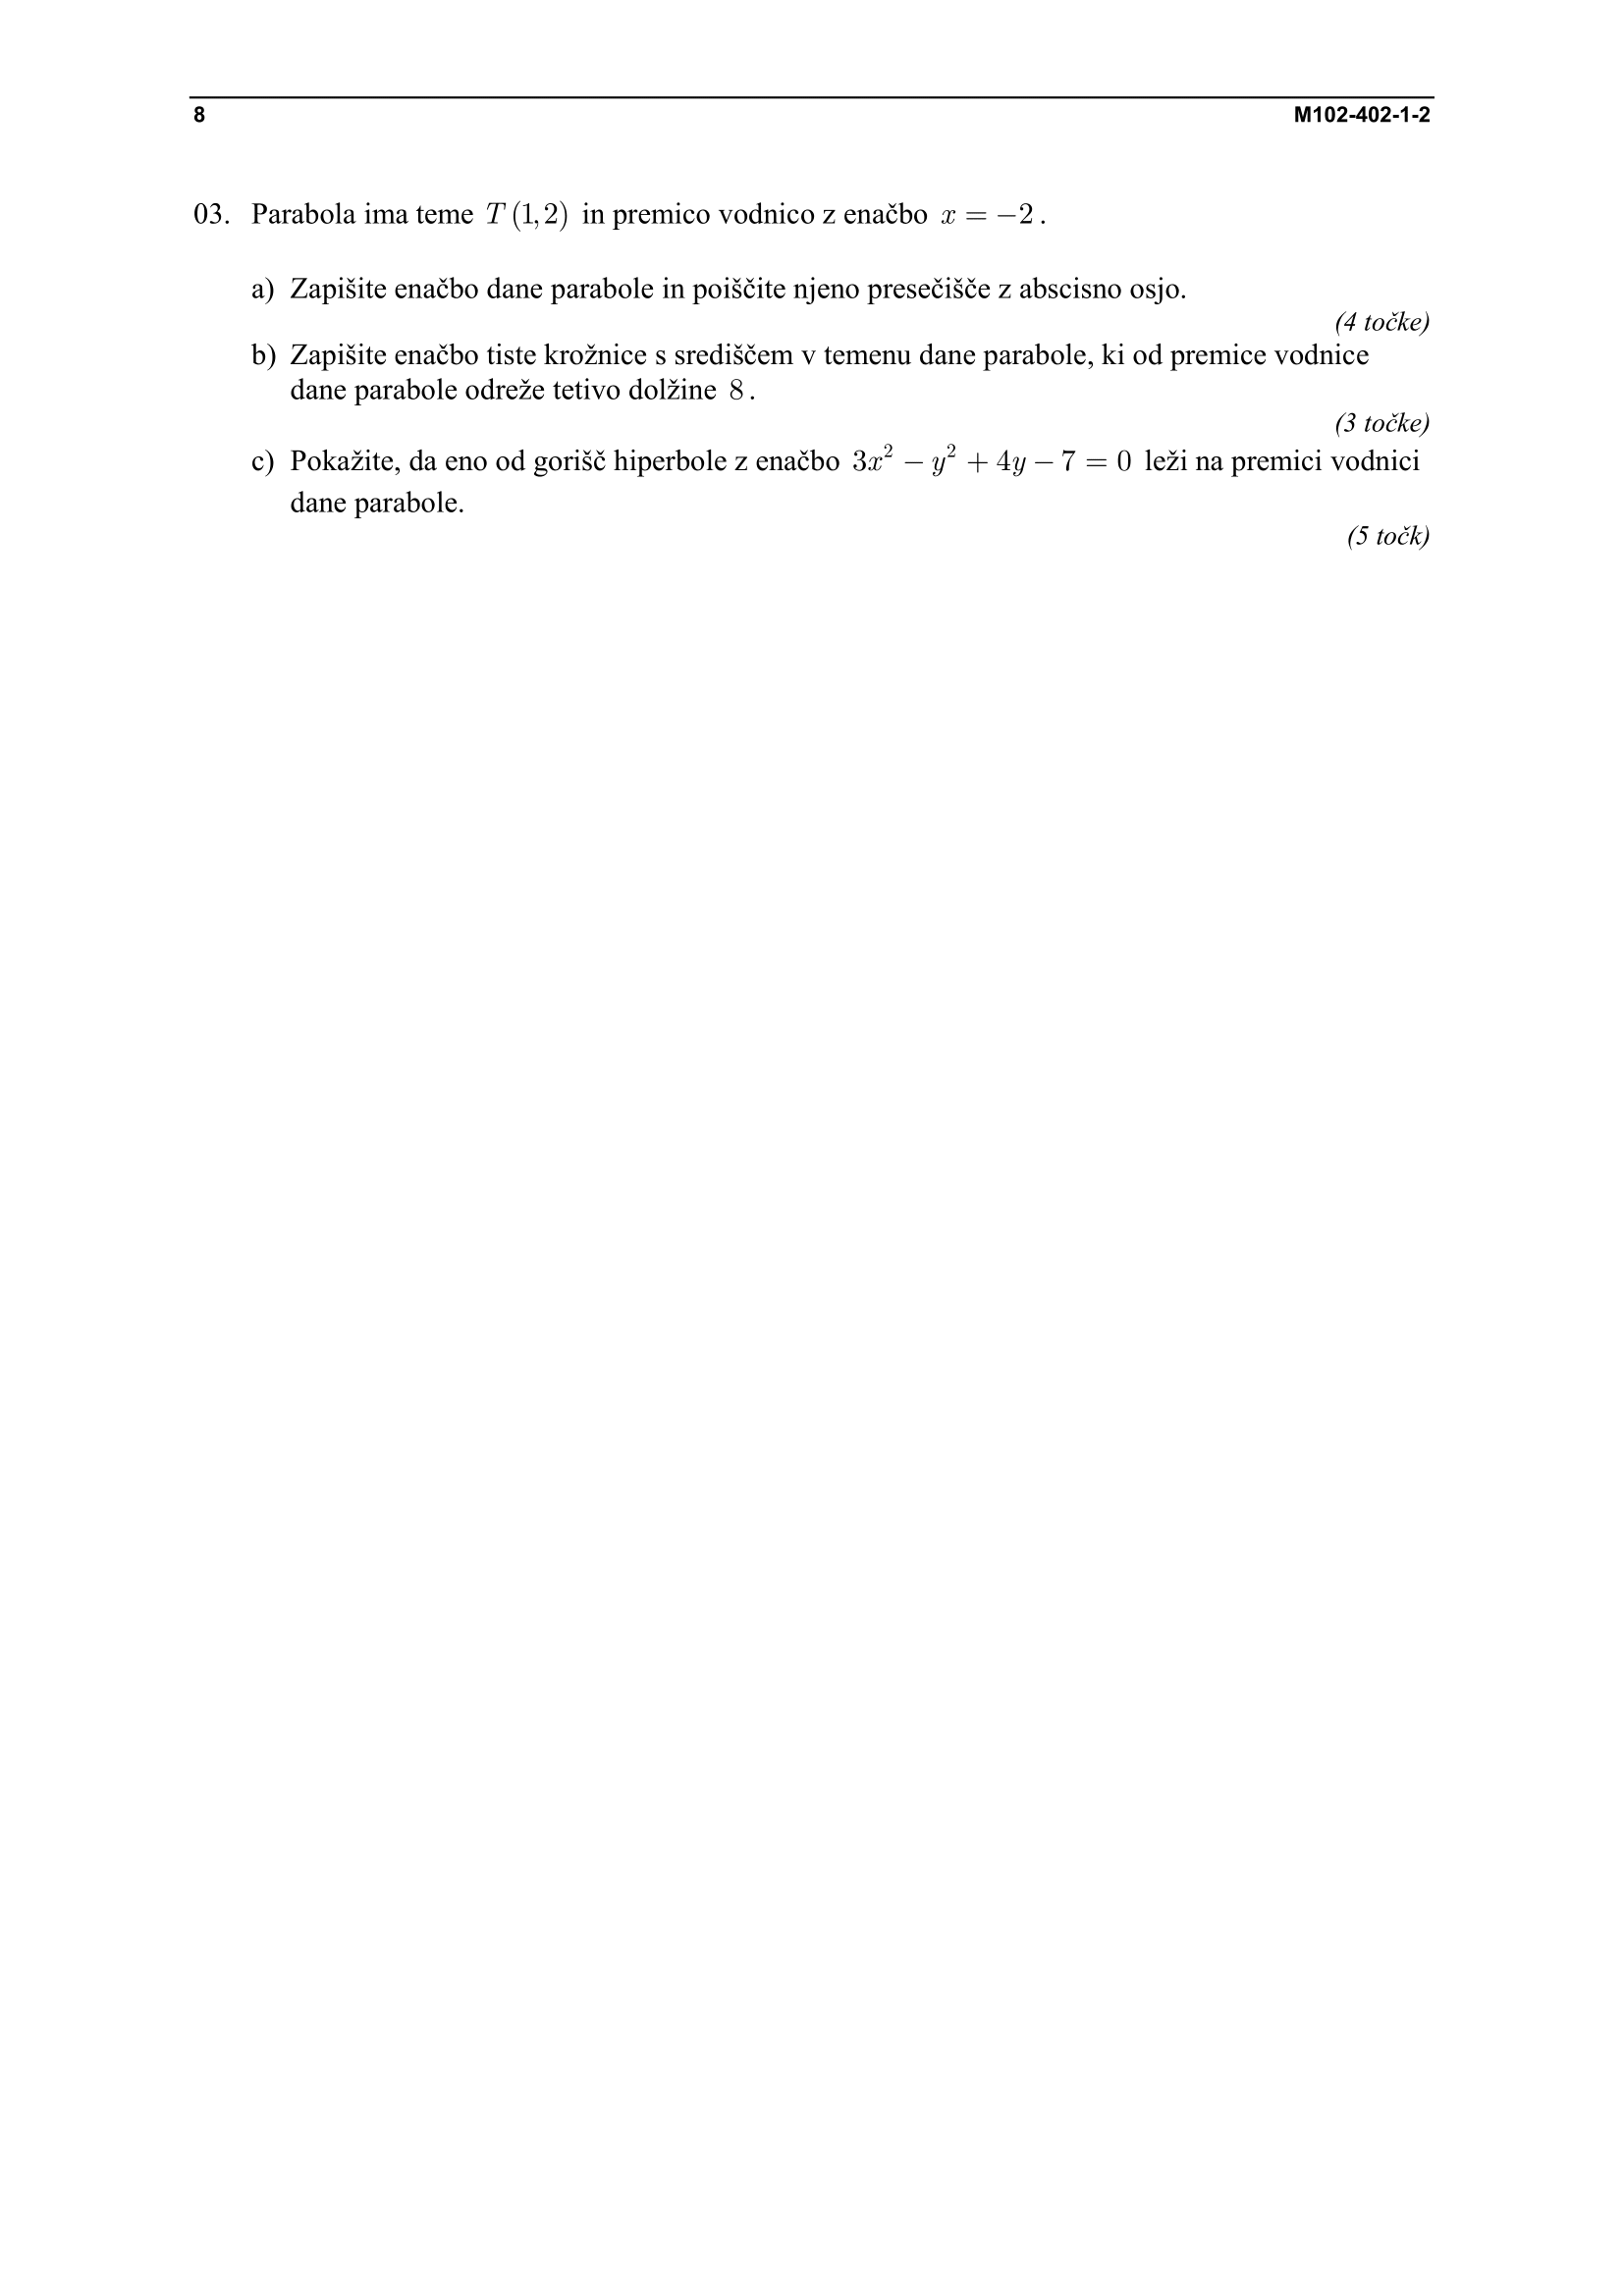 8 M102-402-1-2
03. Parabola ima teme T(1,2) in premico vodnico z enačbo x = −2.
a) Zapišite enačbo dane parabole in poiščite njeno presečišče z abscisno osjo.
(4 točke)
b) Zapišite enačbo tiste krožnice s središčem v temenu dane parabole, ki od premice vodnice
dane parabole odreže tetivo dolžine 8.
(3 točke)
c) Pokažite, da eno od gorišč hiperbole z enačbo 3x² − y² + 4y − 7 = 0 leži na premici vodnici
dane parabole.
(5 točk)